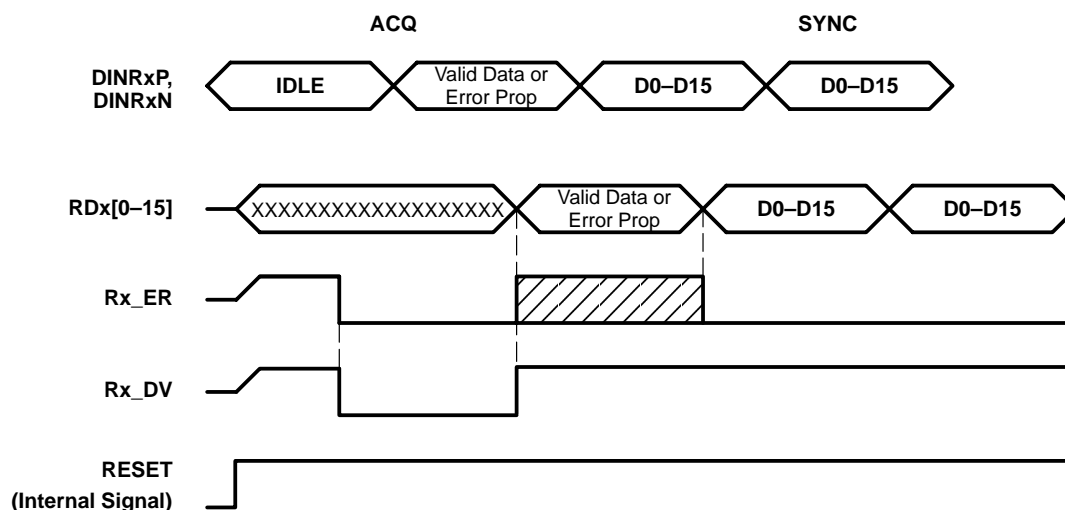 ACQ SYNC
DINRxP,
DINRxN
IDLE
Valid Data or
Error Prop
D0–D15
D0–D15
RDx[0–15]
XXXXXXXXXXXXXXXXXXX
Valid Data or
Error Prop
D0–D15
D0–D15
Rx_ER
Rx_DV
RESET
(Internal Signal)